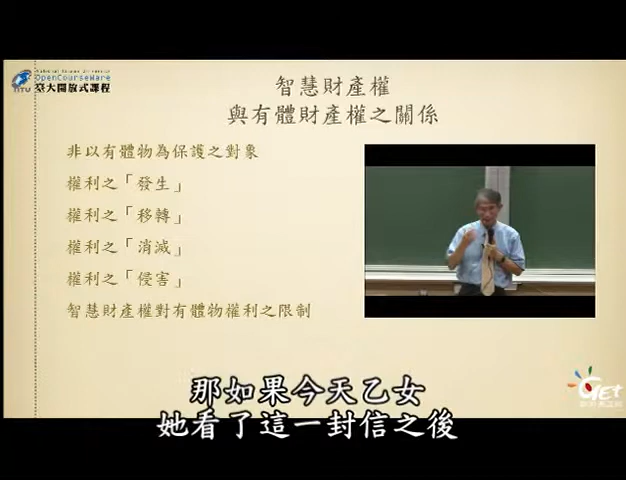 OpenCourseWare
NTU 臺大開放式課程
智慧財產權
與有體財產權之關係
非以有體物為保護之對象
權利之「發生」
權利之「移轉」
權利之「消滅」
權利之「侵害」
智慧財產權對有體物權利之限制
GEt
那如果今天乙女
她看了這一封信之後